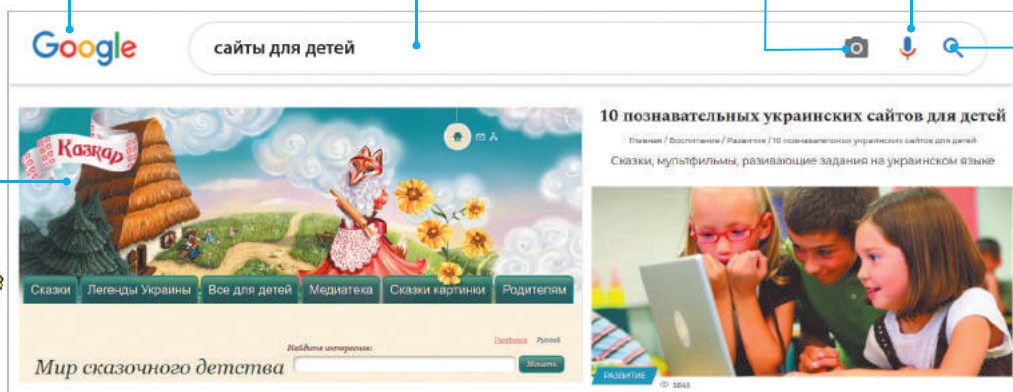 Google
сайты для детей
Казкар
Сказки Легенды Украины Все для детей Медиатека Сказки картинки Родителям
Найдите интересное:
Українська Русский
Мир сказочного детства
Искать
10 познавательных украинских сайтов для детей
Главная / Воспитание / Развитие / 10 познавательных украинских сайтов для детей
Сказки, мультфильмы, развивающие задания на украинском языке
РАЗВИТИЕ
5043